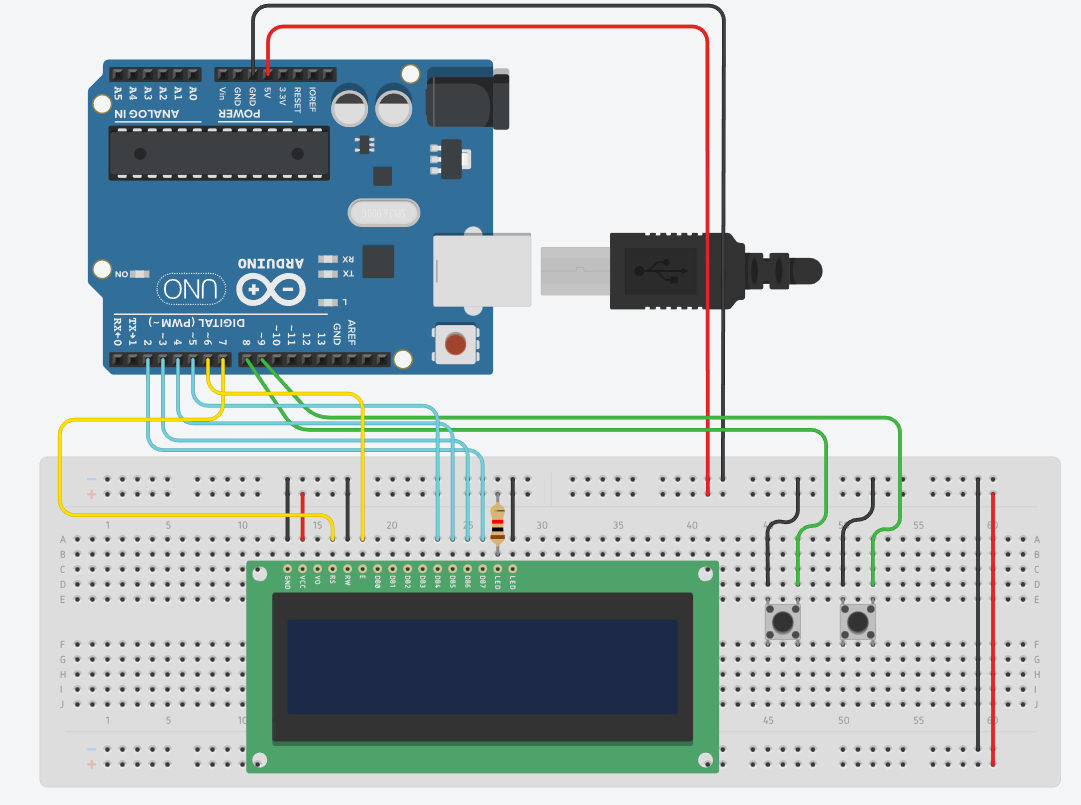 A5 A4 A3 A2 A1 A0
Vin GND GND 5V 3.3V RESET IOREF
ANALOG IN
POWER
RX
TX
L
ON
UNO
ARDUINO
DIGITAL (PWM~)
RX←0 TX→1 2 ~3 4 ~5 ~6 7 8 ~9 ~10 ~11 12 13 GND AREF
− +
1 5 15 20 25 30 35 40 45 50 55 60
A A
B B
C C
D D
E E
GND VCC V0 RS RW E DB0 DB1 DB2 DB3 DB4 DB5 DB6 DB7 LED LED
F F
G G
H H
I I
J J
1 5 10 45 50 55 60
− +